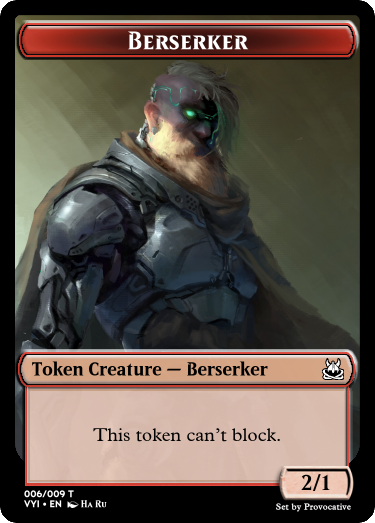 Berserker
Token Creature — Berserker
This token can't block.
2/1
006/009 T
VYI • EN Ha Ru
Set by Provocative